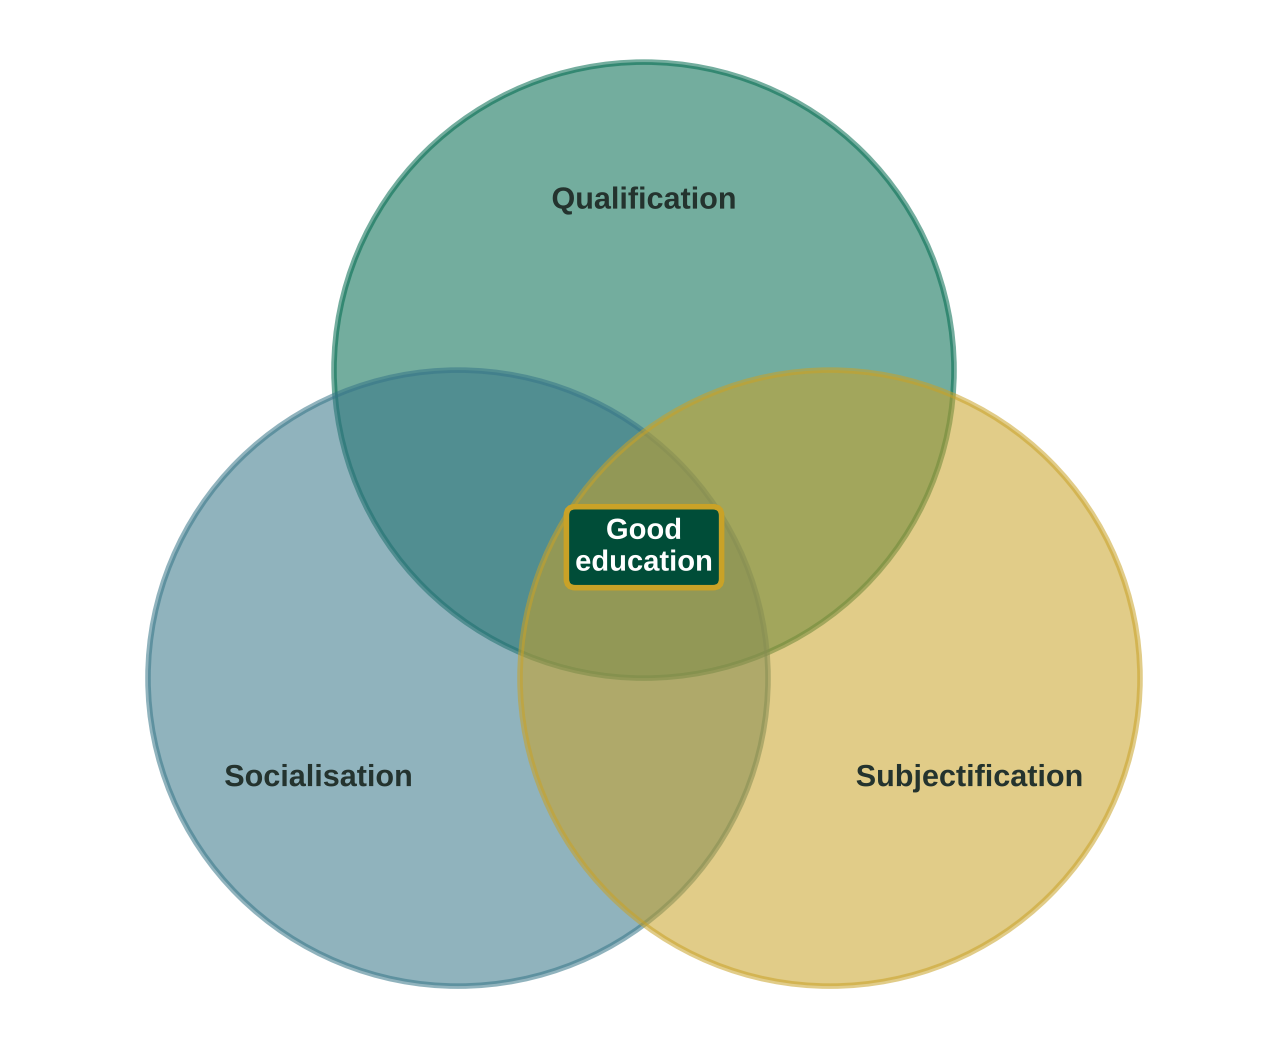 Qualification
Good
education
Socialisation
Subjectification